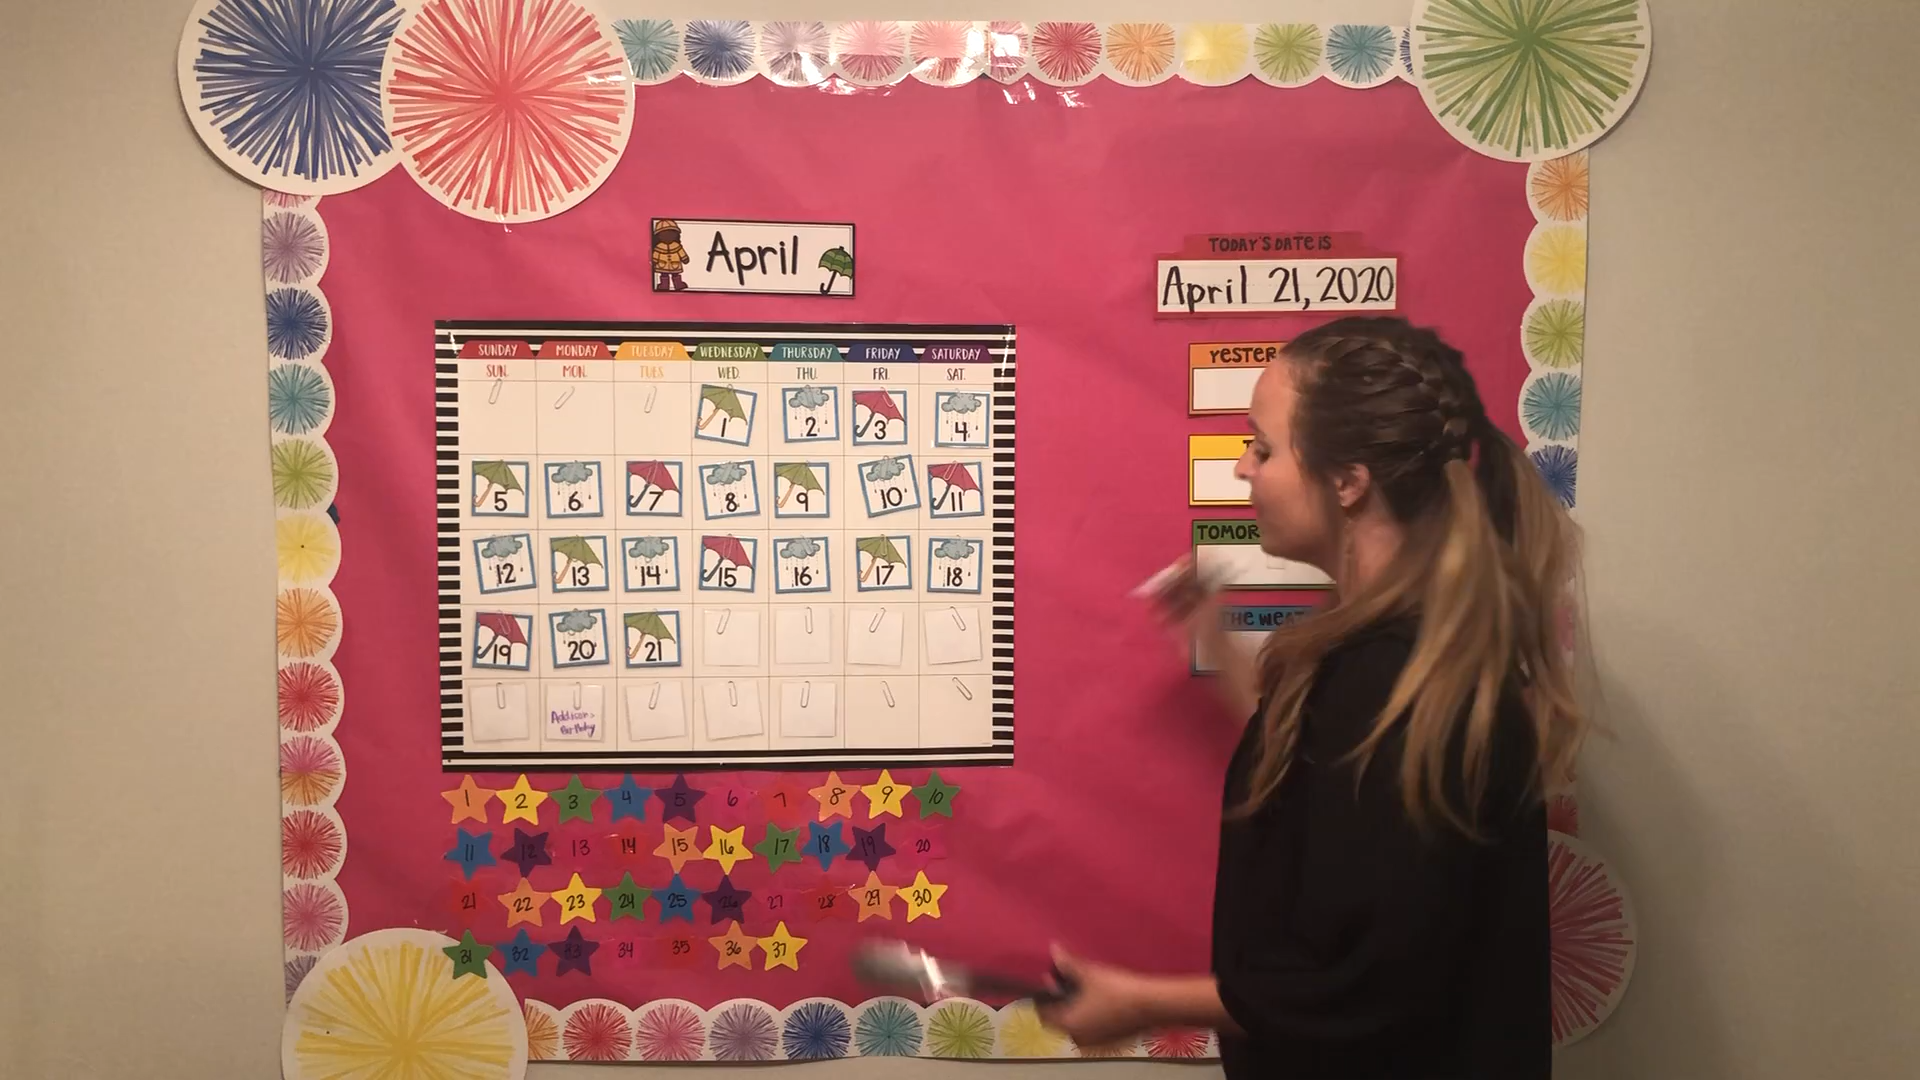 April
TODAY'S DATE IS
April 21, 2020
SUNDAY MONDAY TUESDAY WEDNESDAY THURSDAY FRIDAY SATURDAY
SUN. MON. TUES. WED. THU. FRI. SAT.
1 2 3 4
5 6 7 8 9 10 11
12 13 14 15 16 17 18
19 20 21
Addison's
Birthday
YESTER
TOMOR
THE WEAT
1 2 3 4 5 6 7 8 9 10
11 12 13 14 15 16 17 18 19 20
21 22 23 24 25 26 27 28 29 30
31 32 33 34 35 36 37